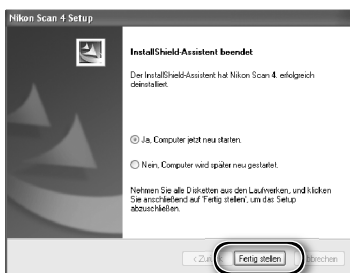 Nikon Scan 4 Setup
InstallShield-Assistent beendet
Der InstallShield-Assistent hat Nikon Scan 4. erfolgreich
deinstalliert.
Ja, Computer jetzt neu starten.
Nein, Computer wird später neu gestartet.
Nehmen Sie alle Disketten aus den Laufwerken, und klicken
Sie anschließend auf 'Fertig stellen', um das Setup
abzuschließen.
Fertig stellen